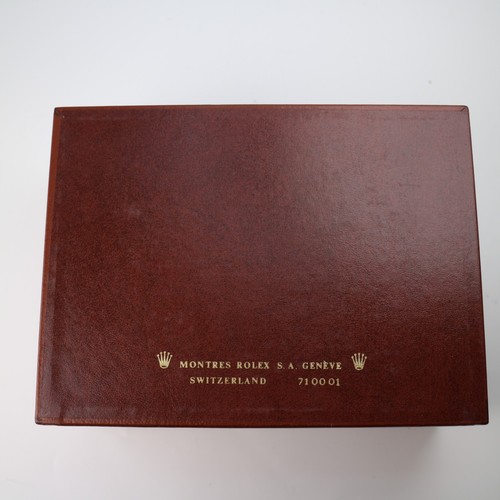 MONTRES ROLEX S.A. GENÈVE
SWITZERLAND 71 00 01